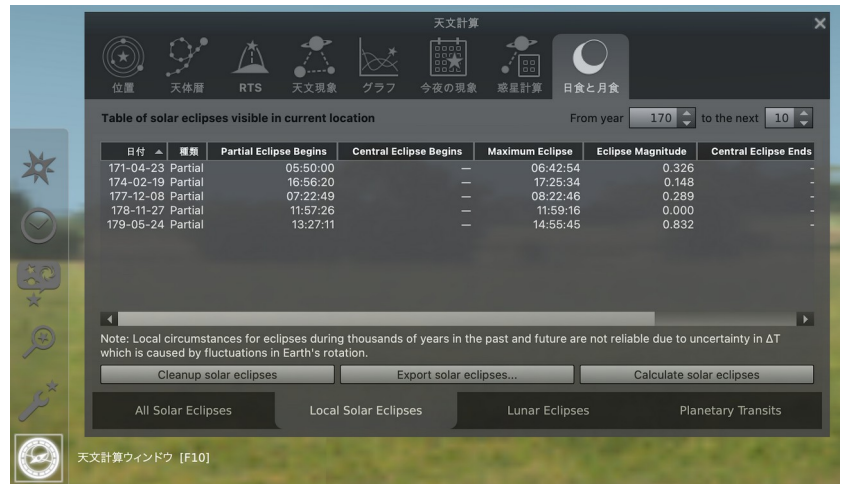 天文計算
位置 天体暦 RTS 天文現象 グラフ 今夜の現象 惑星計算 日食と月食
Table of solar eclipses visible in current location From year 170 to the next 10
日付 種類 Partial Eclipse Begins Central Eclipse Begins Maximum Eclipse Eclipse Magnitude Central Eclipse Ends
171-04-23 Partial 05:50:00 — 06:42:54 0.326 -
174-02-19 Partial 16:56:20 — 17:25:34 0.148 -
177-12-08 Partial 07:22:49 — 08:22:46 0.289 -
178-11-27 Partial 11:57:26 — 11:59:16 0.000 -
179-05-24 Partial 13:27:11 — 14:55:45 0.832 -
Note: Local circumstances for eclipses during thousands of years in the past and future are not reliable due to uncertainty in ΔT
which is caused by fluctuations in Earth's rotation.
Cleanup solar eclipses Export solar eclipses... Calculate solar eclipses
All Solar Eclipses Local Solar Eclipses Lunar Eclipses Planetary Transits
天文計算ウィンドウ [F10]